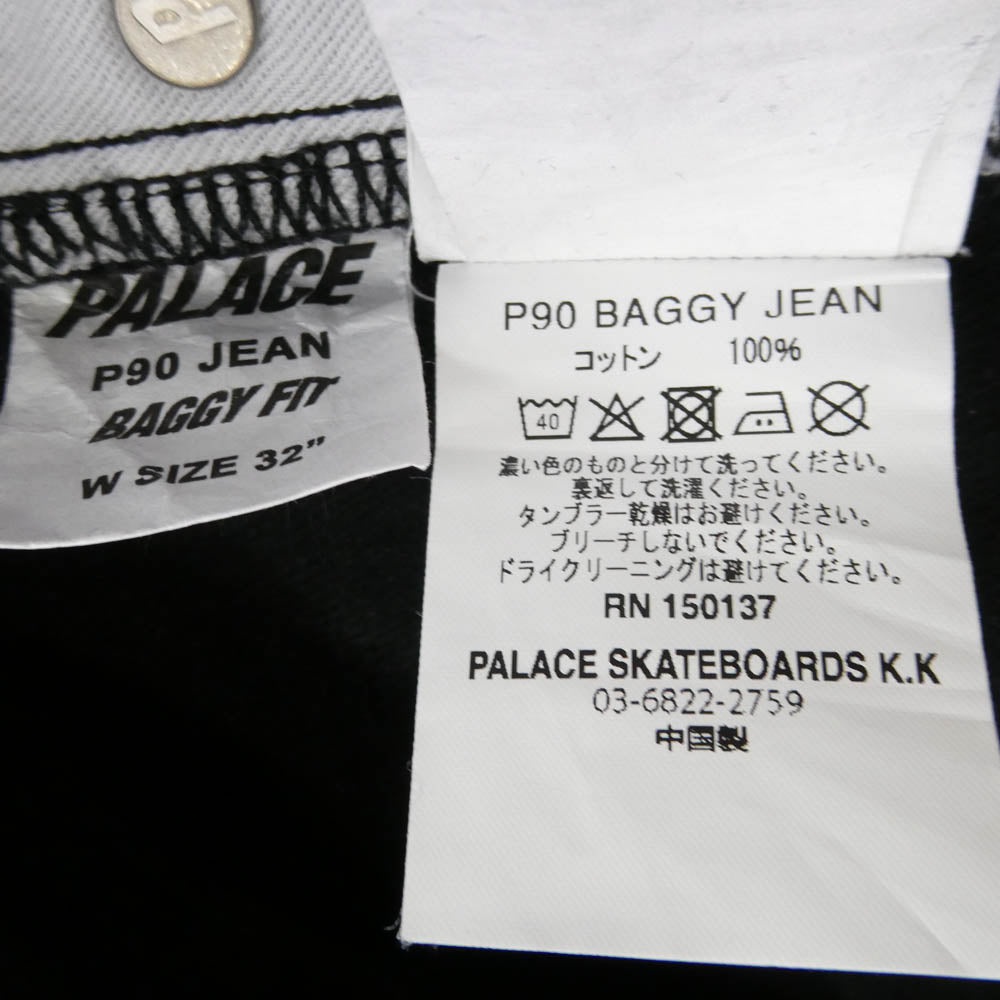 P
PALACE
P90 JEAN
BAGGY FIT
W SIZE 32”
P90 BAGGY JEAN
コットン 100%
40
濃い色のものと分けて洗ってください。
裏返して洗濯ください。
タンブラー乾燥はお避けください。
ブリーチしないでください。
ドライクリーニングは避けてください。
RN 150137
PALACE SKATEBOARDS K.K
03-6822-2759
中国製